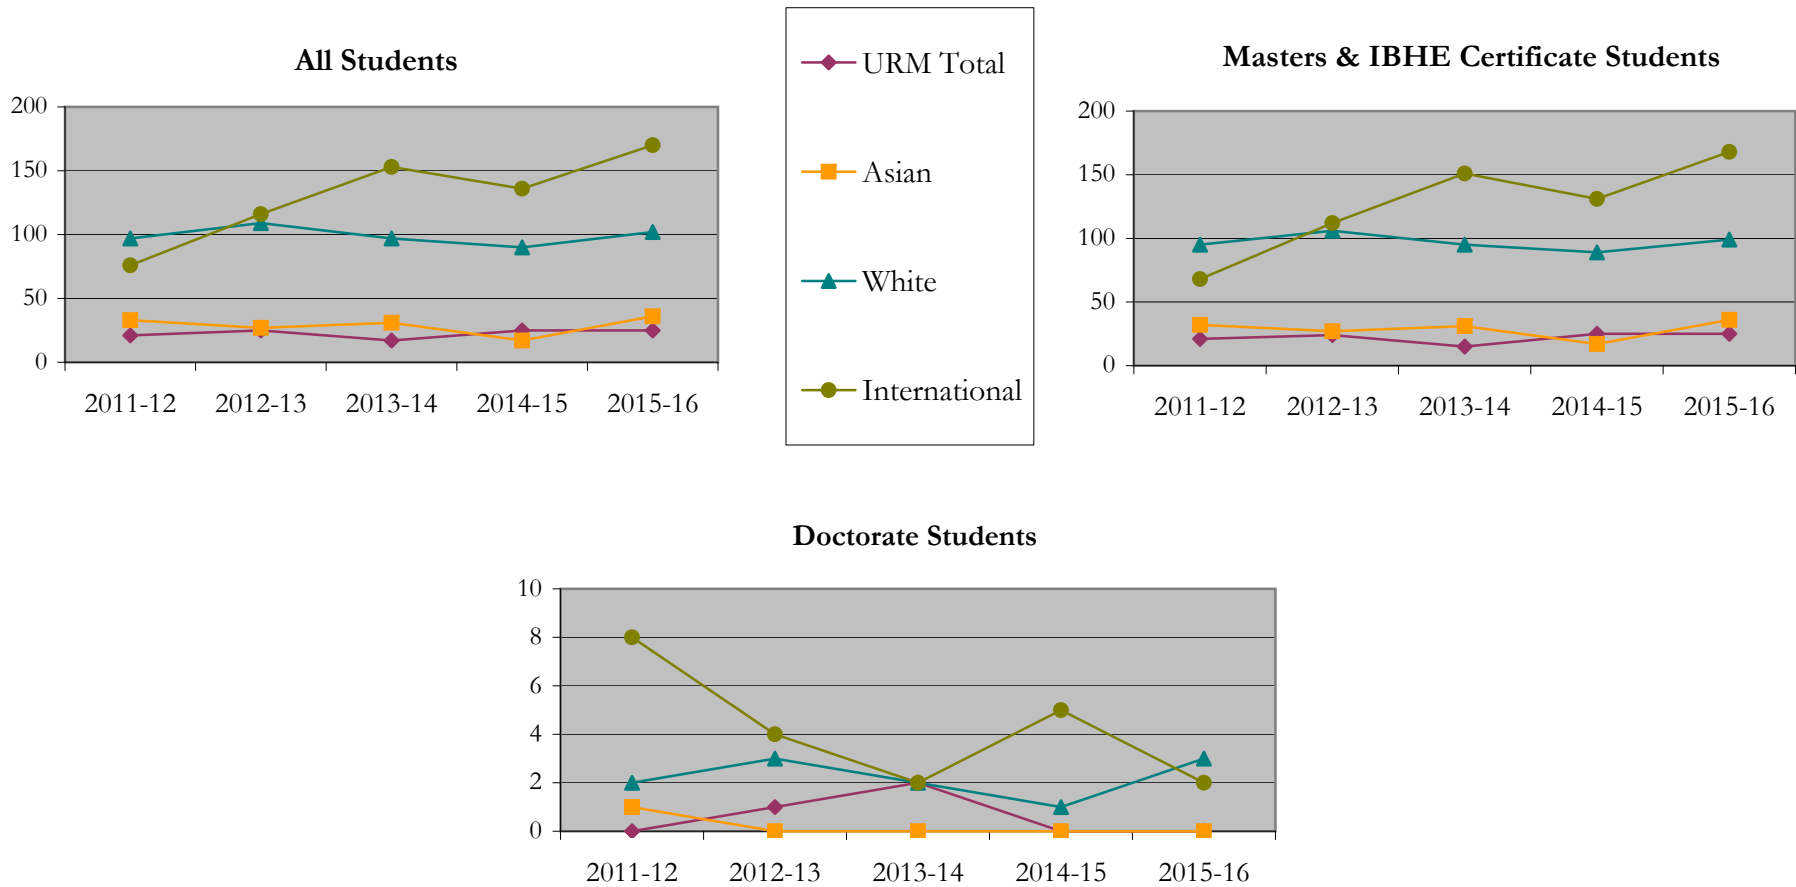 All Students
200
150
100
50
0
2011-12 2012-13 2013-14 2014-15 2015-16
URM Total
Asian
White
International
Masters & IBHE Certificate Students
200
150
100
50
0
2011-12 2012-13 2013-14 2014-15 2015-16
Doctorate Students
10
8
6
4
2
0
2011-12 2012-13 2013-14 2014-15 2015-16